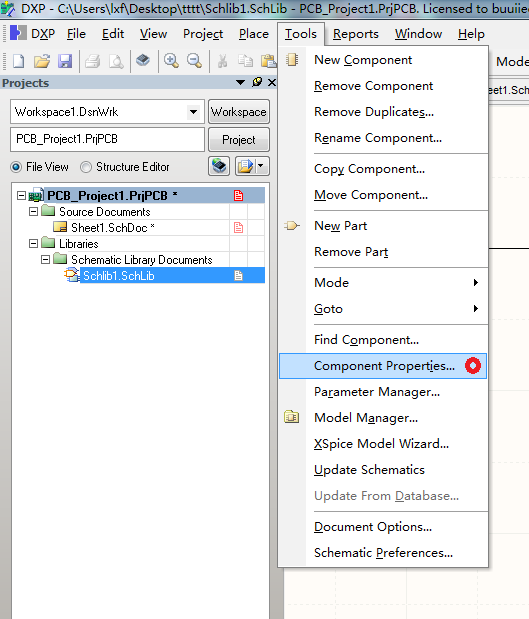 DXP - C:\Users\lxf\Desktop\tttt\Schlib1.SchLib - PCB_Project1.PrjPCB. Licensed to buuiiee
DXP File Edit View Project Place Tools Reports Window Help
Mode
Projects
Workspace1.DsnWrk Workspace
PCB_Project1.PrjPCB Project
File View Structure Editor
PCB_Project1.PrjPCB *
Source Documents
Sheet1.SchDoc *
Libraries
Schematic Library Documents
Schlib1.SchLib
New Component
Remove Component
Remove Duplicates...
Rename Component...
Copy Component...
Move Component...
New Part
Remove Part
Mode
Goto
Find Component...
Component Properties...
Parameter Manager...
Model Manager...
XSpice Model Wizard...
Update Schematics
Update From Database...
Document Options...
Schematic Preferences...
eet1.Sch